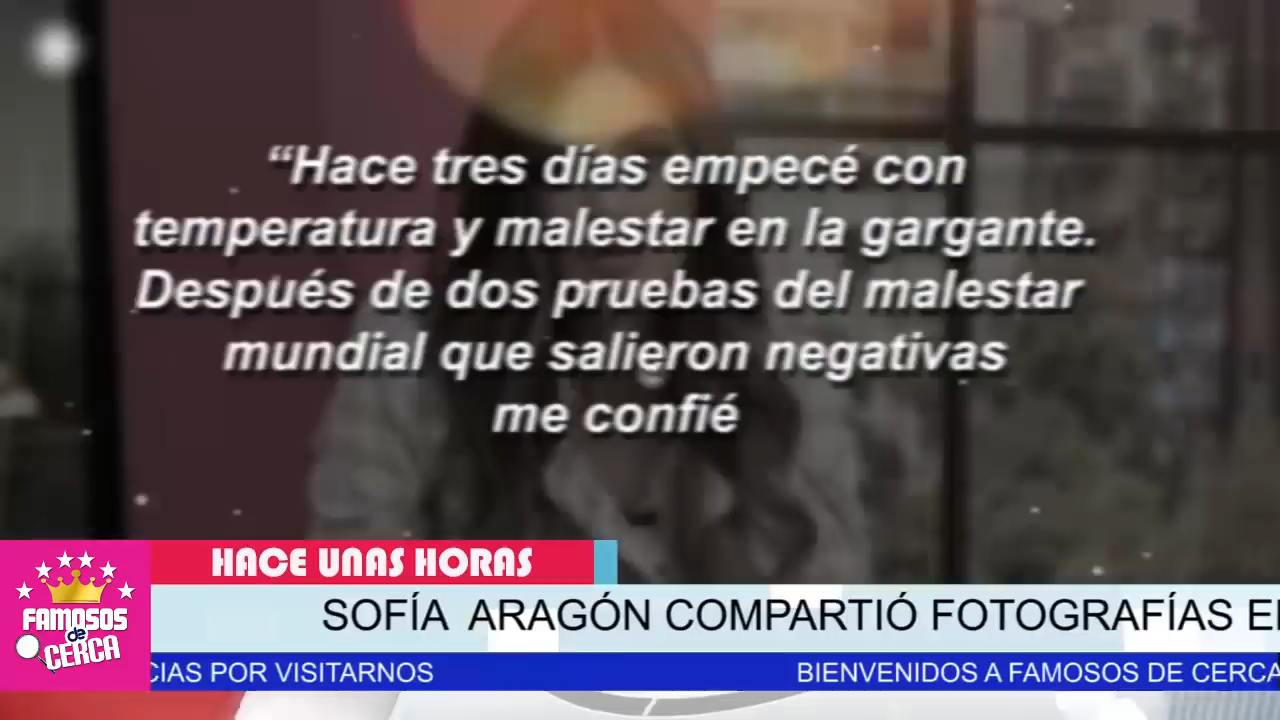 “Hace tres días empecé con
temperatura y malestar en la gargante.
Después de dos pruebas del malestar
mundial que salieron negativas
me confié
HACE UNAS HORAS
SOFÍA ARAGÓN COMPARTIÓ FOTOGRAFÍAS
FAMOSOS
de
CERCA
POR VISITARNOS
BIENVENIDOS A FAMOSOS DE CERCA